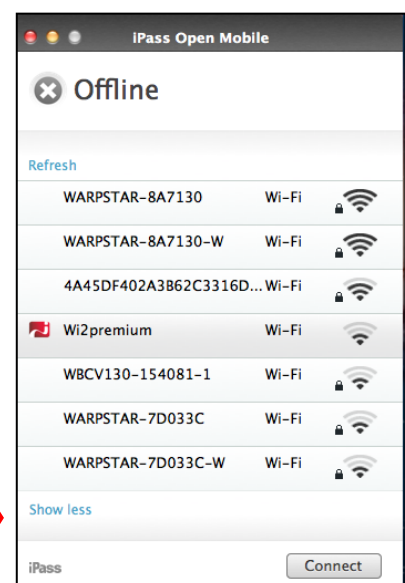 iPass Open Mobile
Offline
Refresh
WARPSTAR-8A7130 Wi-Fi
WARPSTAR-8A7130-W Wi-Fi
4A45DF402A3B62C3316D... Wi-Fi
Wi2premium Wi-Fi
WBCV130-154081-1 Wi-Fi
WARPSTAR-7D033C Wi-Fi
WARPSTAR-7D033C-W Wi-Fi
Show less
iPass Connect